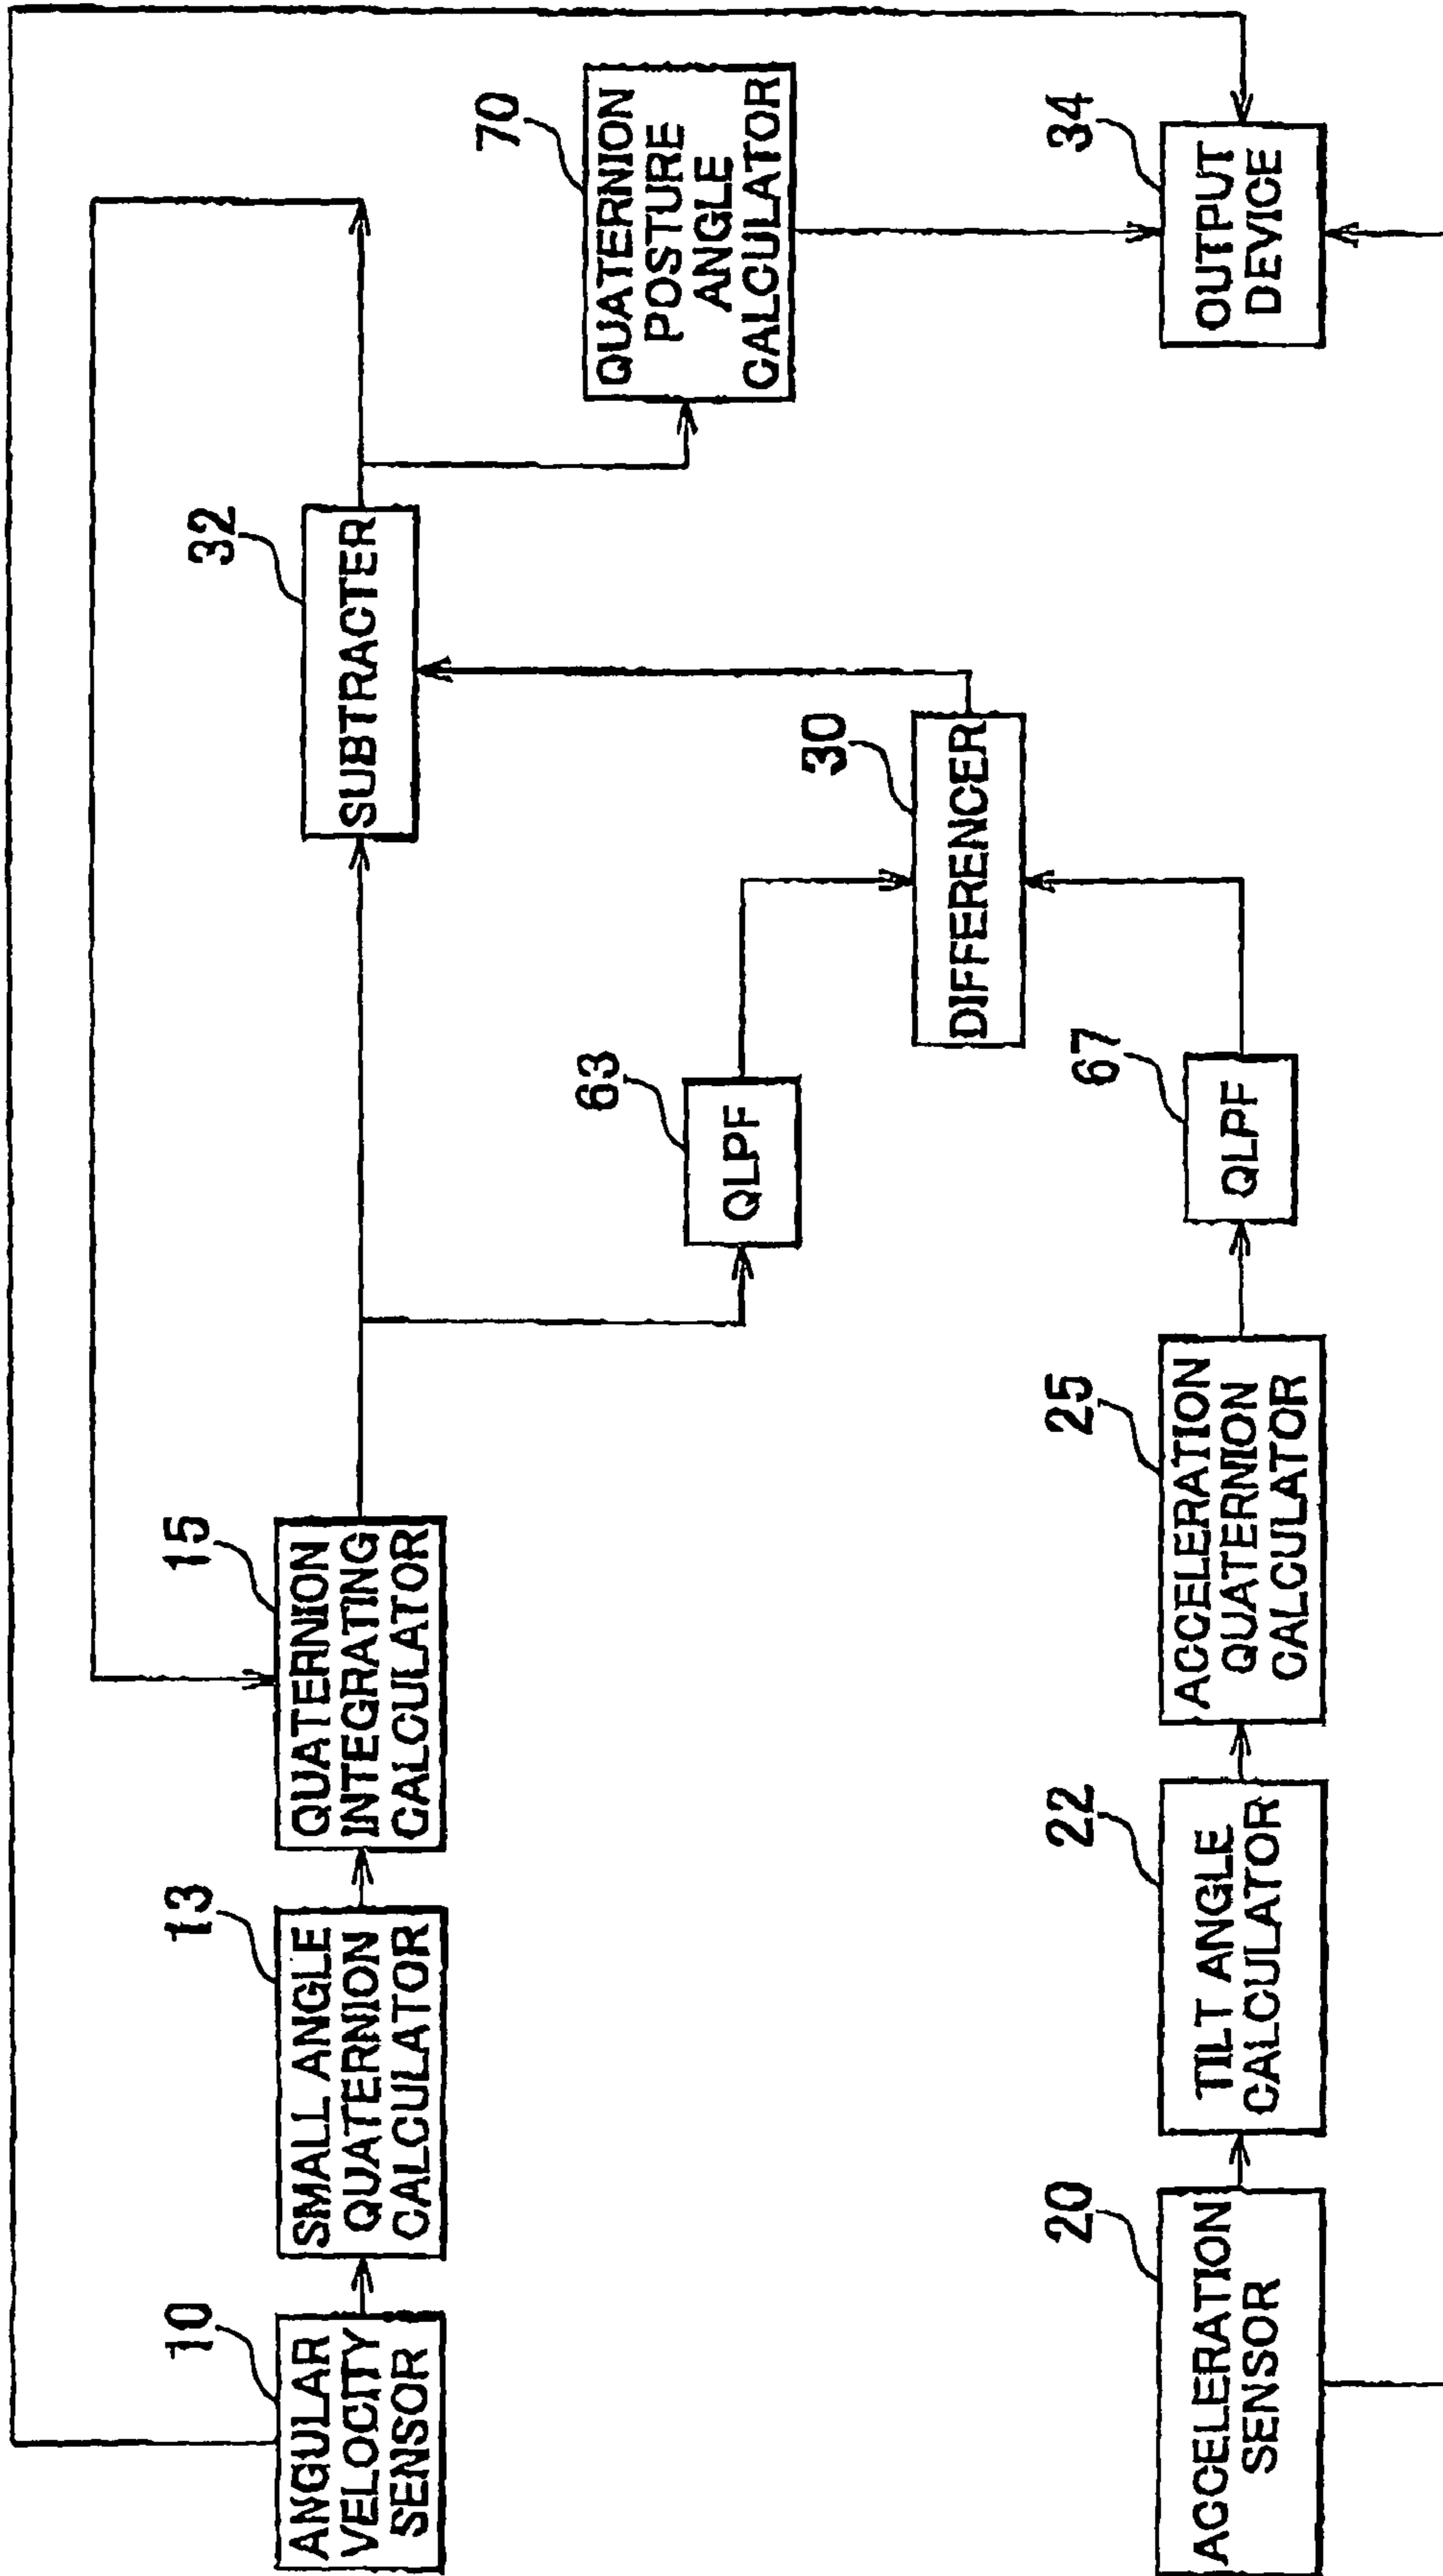 10
ANGULAR
VELOCITY
SENSOR
13
SMALL ANGLE
QUATERNION
CALCULATOR
15
QUATERNION
INTEGRATING
CALCULATOR
32
SUBTRACTER
70
QUATERNION
POSTURE
ANGLE
CALCULATOR
63
QLPF
30
DIFFERENCER
67
QLPF
20
ACCELERATION
SENSOR
22
TILT ANGLE
CALCULATOR
25
ACCELERATION
QUATERNION
CALCULATOR
34
OUTPUT
DEVICE